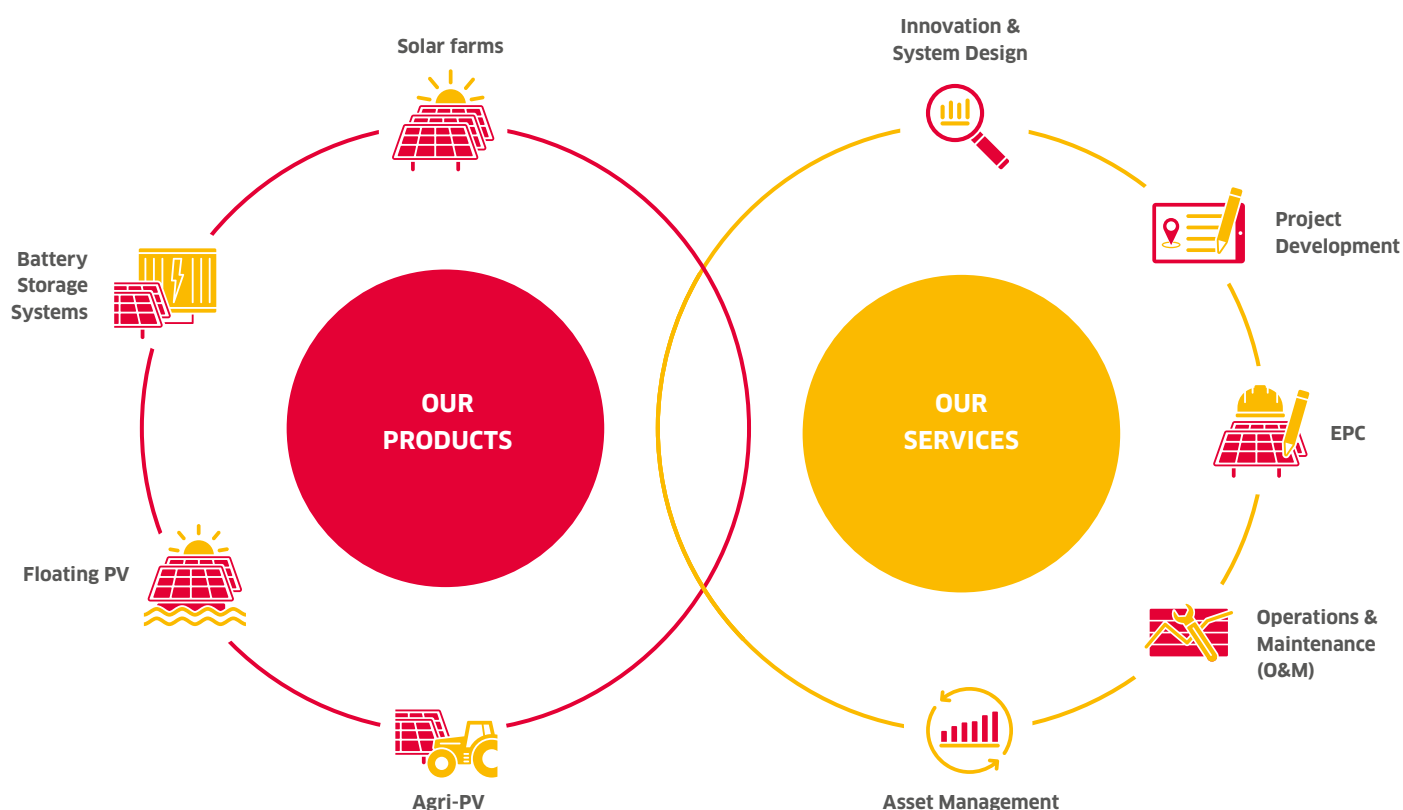 Solar farms
Battery
Storage
Systems
Floating PV
Agri-PV
OUR
PRODUCTS
Innovation &
System Design
Project
Development
EPC
Operations &
Maintenance
(O&M)
Asset Management
OUR
SERVICES